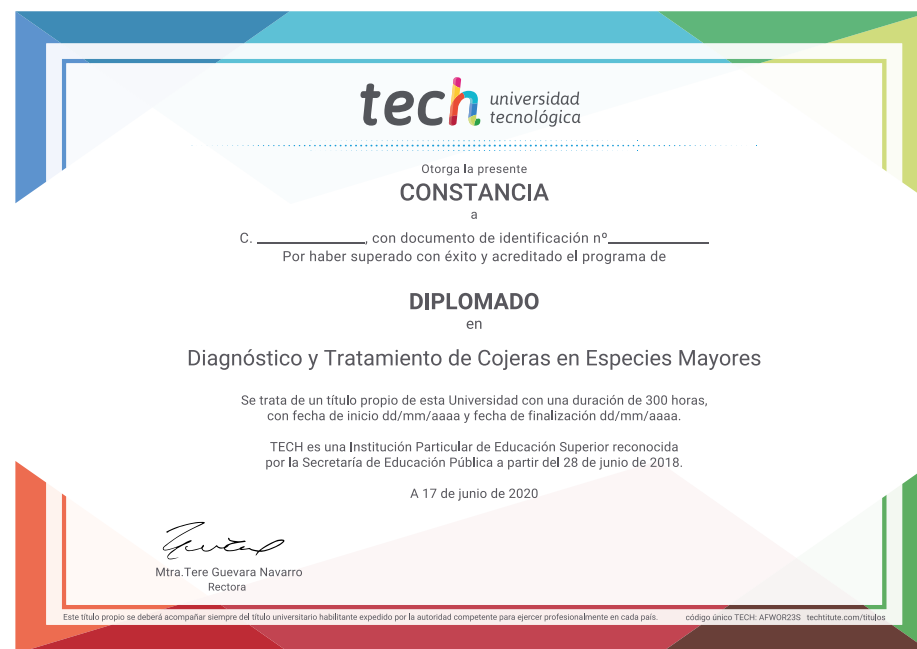 tech universidad
tecnológica
Otorga la presente
CONSTANCIA
a
C. ____________, con documento de identificación nº____________
Por haber superado con éxito y acreditado el programa de
DIPLOMADO
en
Diagnóstico y Tratamiento de Cojeras en Especies Mayores
Se trata de un título propio de esta Universidad con una duración de 300 horas,
con fecha de inicio dd/mm/aaaa y fecha de finalización dd/mm/aaaa.
TECH es una Institución Particular de Educación Superior reconocida
por la Secretaría de Educación Pública a partir del 28 de junio de 2018.
A 17 de junio de 2020
Mtra.Tere Guevara Navarro
Rectora
Este título propio se deberá acompañar siempre del título universitario habilitante expedido por la autoridad competente para ejercer profesionalmente en cada país. código único TECH: AFWOR23S techtitute.com/titulos